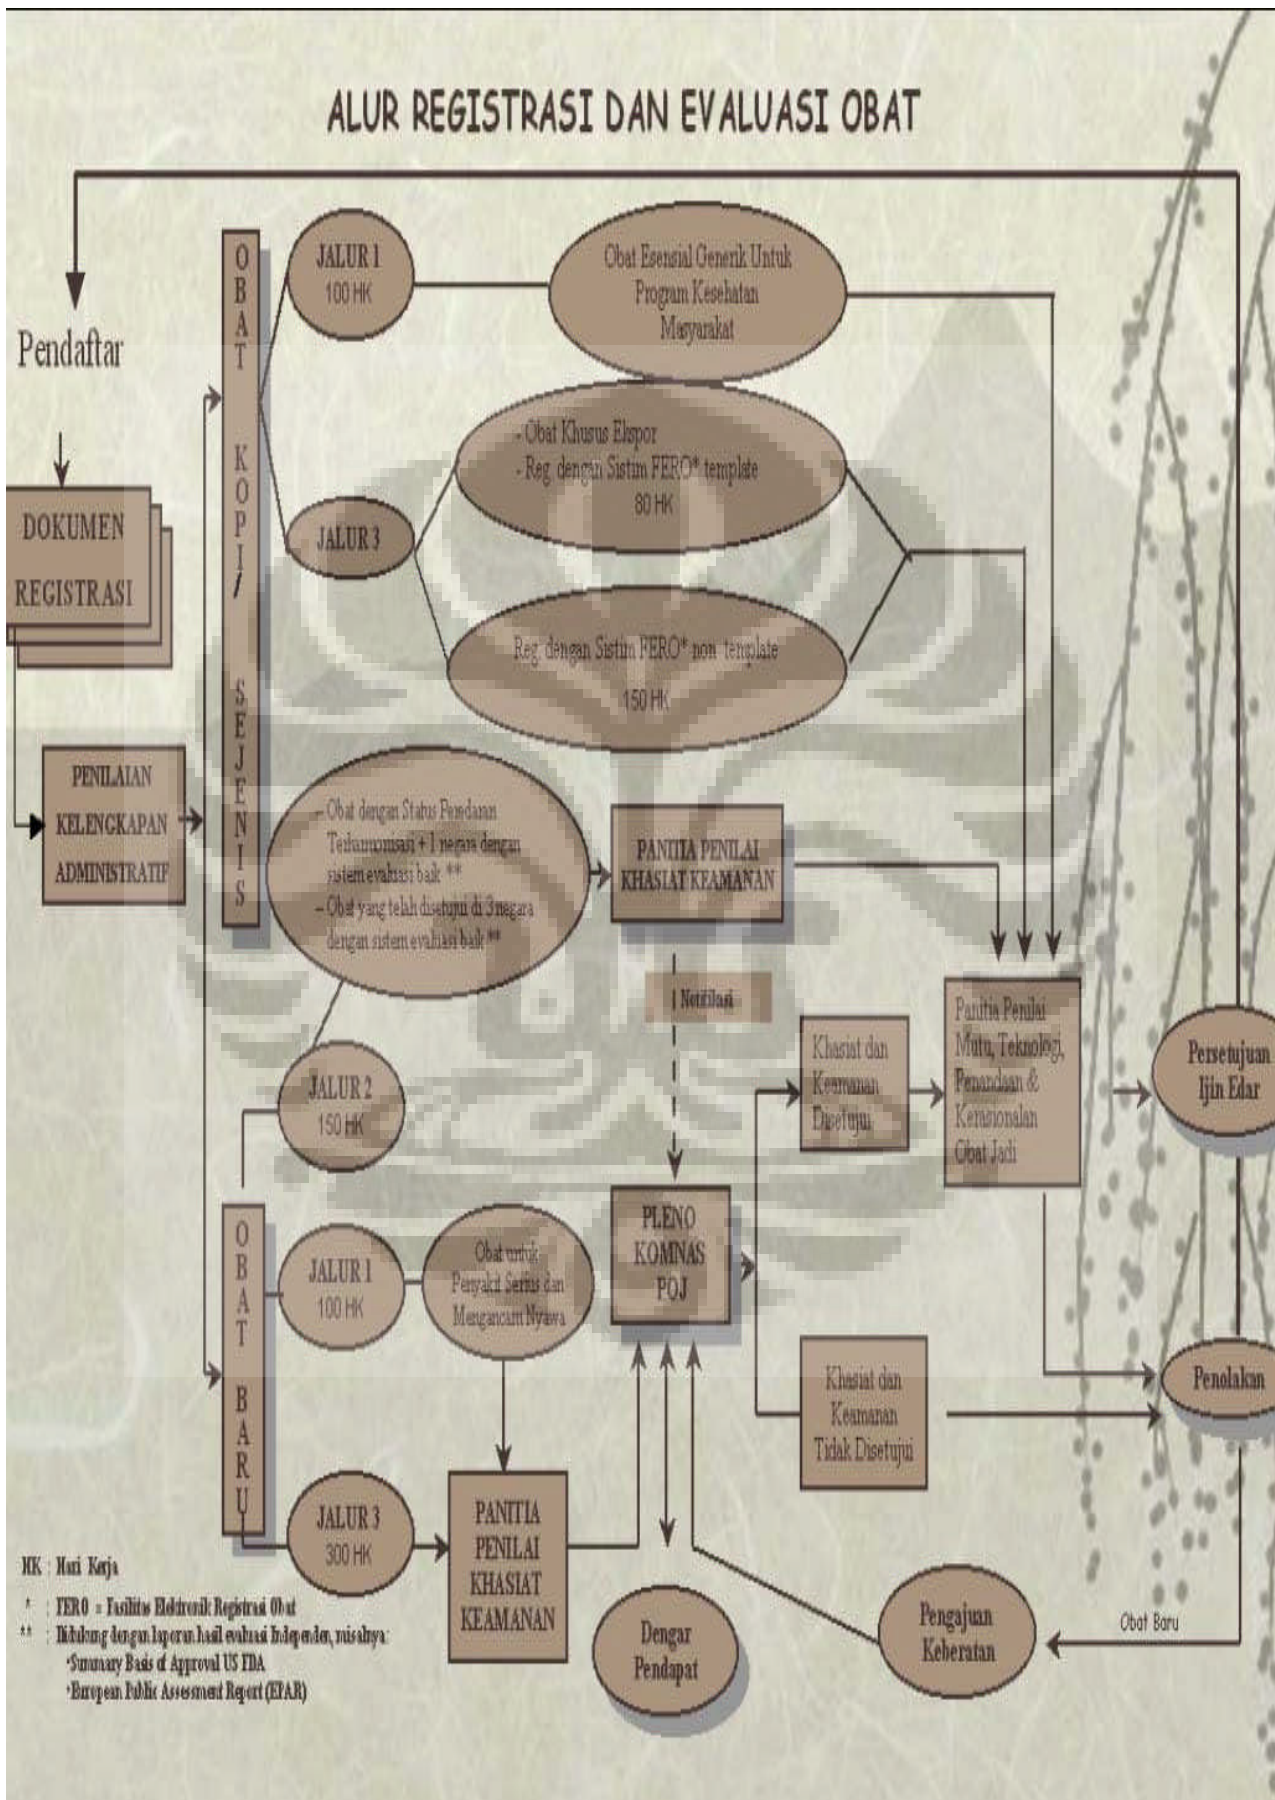 ALUR REGISTRASI DAN EVALUASI OBAT
Pendaftar
DOKUMEN
REGISTRASI
PENILAIAN
KELENGKAPAN
ADMINISTRATIF
OBAT KOPI/ SEJENIS
JALUR 1
100 HK
Obat Esensial Generik Untuk
Program Kesehatan
Masyarakat
JALUR 3
- Obat Khusus Ekspor
- Reg. dengan Sistim FERO* template
80 HK
Reg. dengan Sistim FERO* non template
150 HK
– Obat dengan Status Peredaran
Terharmonisasi + 1 negara dengan
sistem evaluasi baik **
– Obat yang telah disetujui di 3 negara
dengan sistem evaluasi baik **
PANITIA PENILAI
KHASIAT KEAMANAN
Notifikasi
JALUR 2
150 HK
OBAT BARU
JALUR 1
100 HK
Obat untuk
Penyakit Serius dan
Mengancam Nyawa
JALUR 3
300 HK
PANITIA
PENILAI
KHASIAT
KEAMANAN
PLENO
KOMNAS
POJ
Khasiat dan
Keamanan
Disetujui
Panitia Penilai
Mutu, Teknologi,
Penandaan &
Kerasionalan
Obat Jadi
Persetujuan
Ijin Edar
Khasiat dan
Keamanan
Tidak Disetujui
Penolakan
Dengar
Pendapat
Pengajuan
Keberatan
Obat Baru
HK : Hari Kerja
* : FERO = Fasilitas Elektronik Registrasi Obat
** : Didukung dengan laporan hasil evaluasi Independen, misalnya:
•Summary Basis of Approval US FDA
•European Public Assessment Report (EPAR)